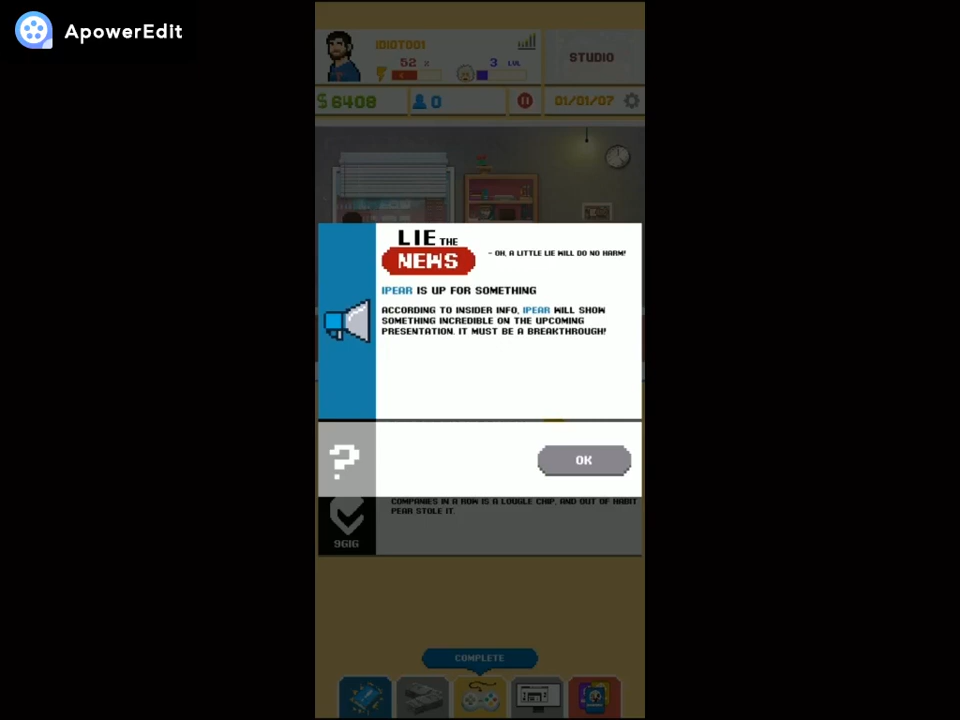 ApowerEdit
IDIOT001
STUDIO
52 %
3 LVL
$ 6408
0
01/01/07
LIE THE
NEWS
- OH, A LITTLE LIE WILL DO NO HARM!
IPEAR IS UP FOR SOMETHING
ACCORDING TO INSIDER INFO, IPEAR WILL SHOW
SOMETHING INCREDIBLE ON THE UPCOMING
PRESENTATION. IT MUST BE A BREAKTHROUGH!
?
OK
COMPANIES IN A ROW IS A LOUGLE CHIP, AND OUT OF HABIT
PEAR STOLE IT.
9GIG
COMPLETE